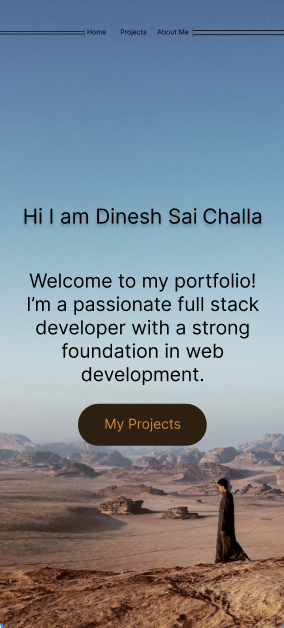 Home Projects About Me
Hi I am Dinesh Sai Challa
Welcome to my portfolio!
I'm a passionate full stack
developer with a strong
foundation in web
development.
My Projects